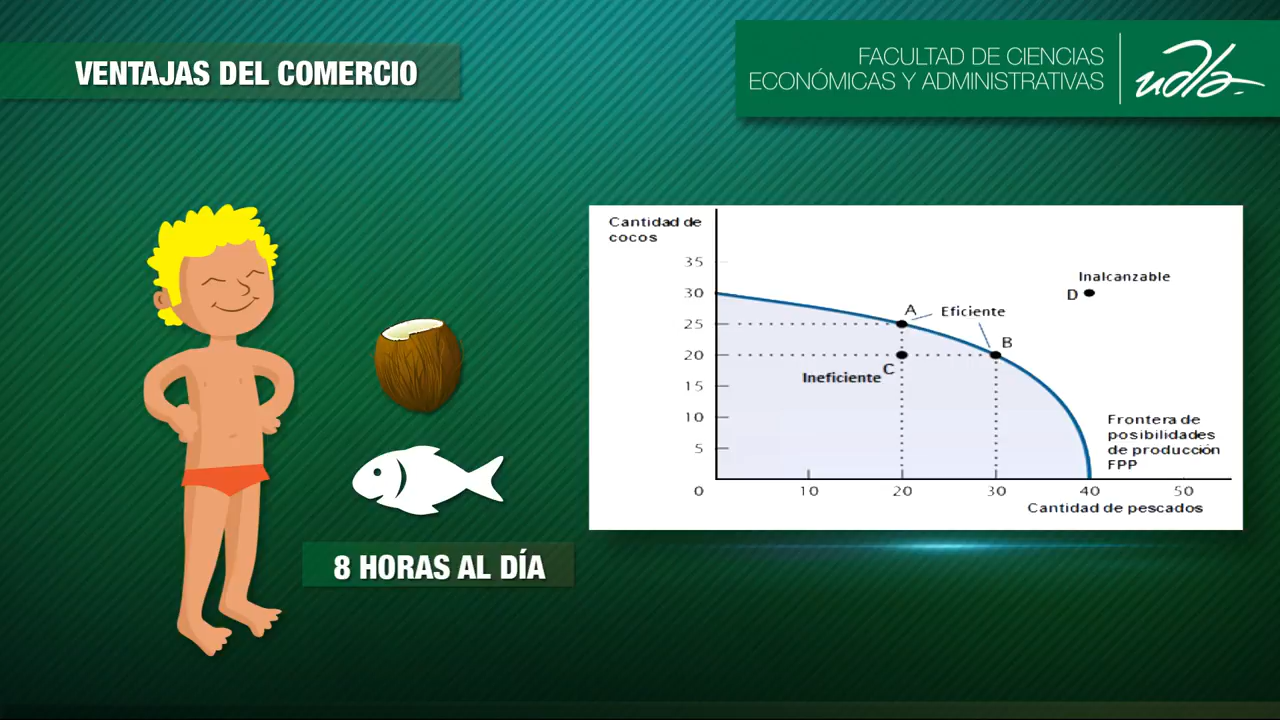 VENTAJAS DEL COMERCIO
FACULTAD DE CIENCIAS
ECONÓMICAS Y ADMINISTRATIVAS
udla-
Cantidad de
cocos
35
30
25
20
15
10
5
0
10
20
30
40
50
Cantidad de pescados
A
Eficiente
B
C
Ineficiente
Inalcanzable
D
Frontera de
posibilidades
de producción
FPP
8 HORAS AL DÍA